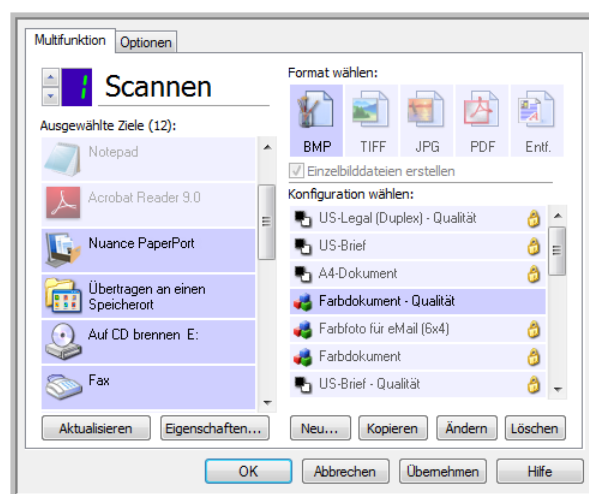 Multifunktion
Optionen
1 Scannen
Ausgewählte Ziele (12):
Notepad
Acrobat Reader 9.0
Nuance PaperPort
Übertragen an einen
Speicherort
Auf CD brennen E:
Fax
Aktualisieren
Eigenschaften...
Format wählen:
BMP
TIFF
JPG
PDF
Entf.
Einzelbilddateien erstellen
Konfiguration wählen:
US-Legal (Duplex) - Qualität
US-Brief
A4-Dokument
Farbdokument - Qualität
Farbfoto für eMail (6x4)
Farbdokument
US-Brief - Qualität
Neu...
Kopieren
Ändern
Löschen
OK
Abbrechen
Übernehmen
Hilfe